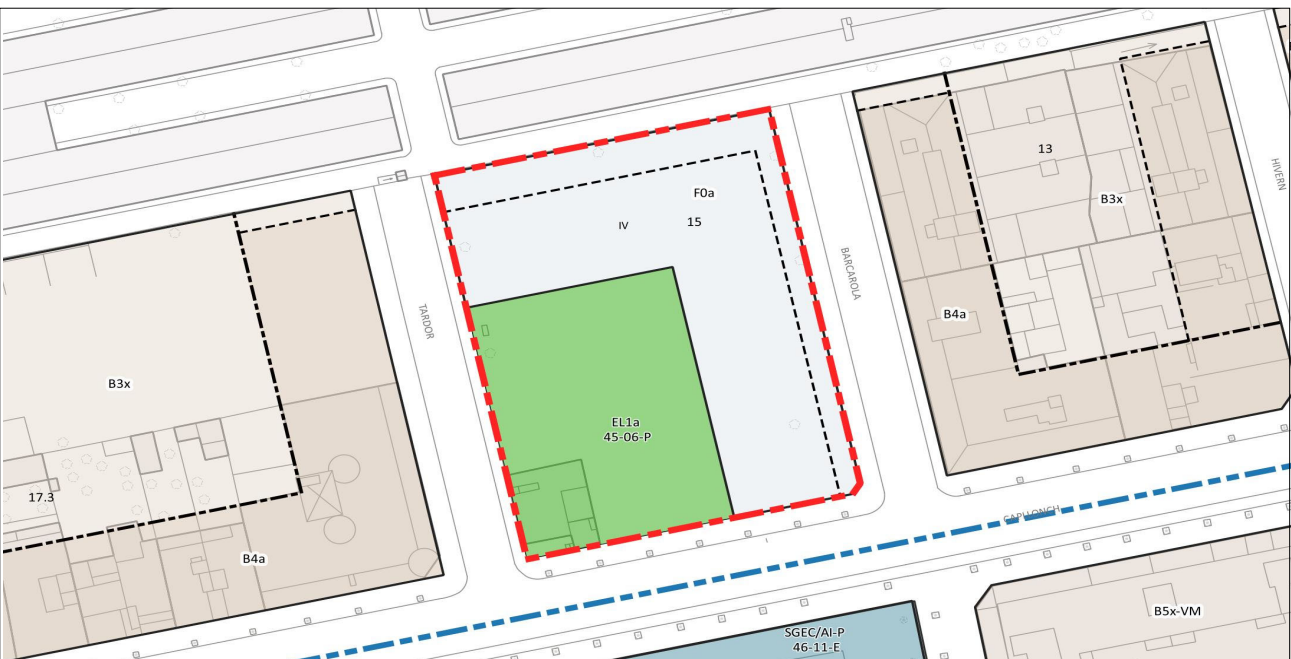 13
HIVERN
B3x
F0a
IV
15
BARCAROLA
TARDOR
B4a
B3x
EL1a
45-06-P
17.3
CAPLLONCH
B4a
B5x-VM
SGEC/AI-P
46-11-E